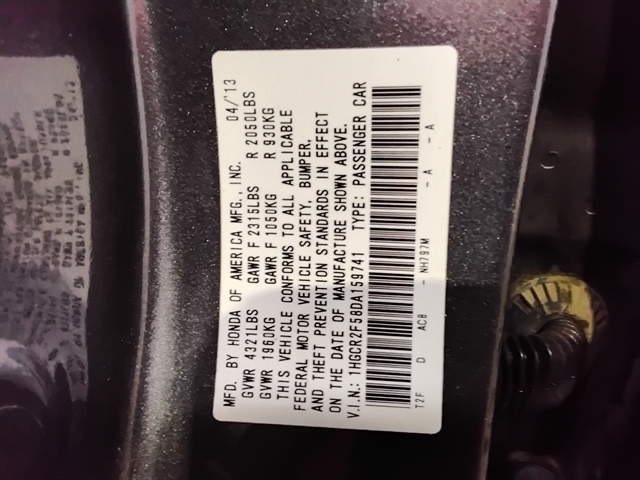 MFD. BY HONDA OF AMERICA MFG., INC. 04/'13
GVWR 4321LBS GAWR F 2315LBS R 2050LBS
GVWR 1960KG GAWR F 1050KG R 930KG
THIS VEHICLE CONFORMS TO ALL APPLICABLE
FEDERAL MOTOR VEHICLE SAFETY, BUMPER,
AND THEFT PREVENTION STANDARDS IN EFFECT
ON THE DATE OF MANUFACTURE SHOWN ABOVE.
V.I.N.: 1HGCR2F58DA159741 TYPE: PASSENGER CAR
T2F D AC8 - NH797M - A - A